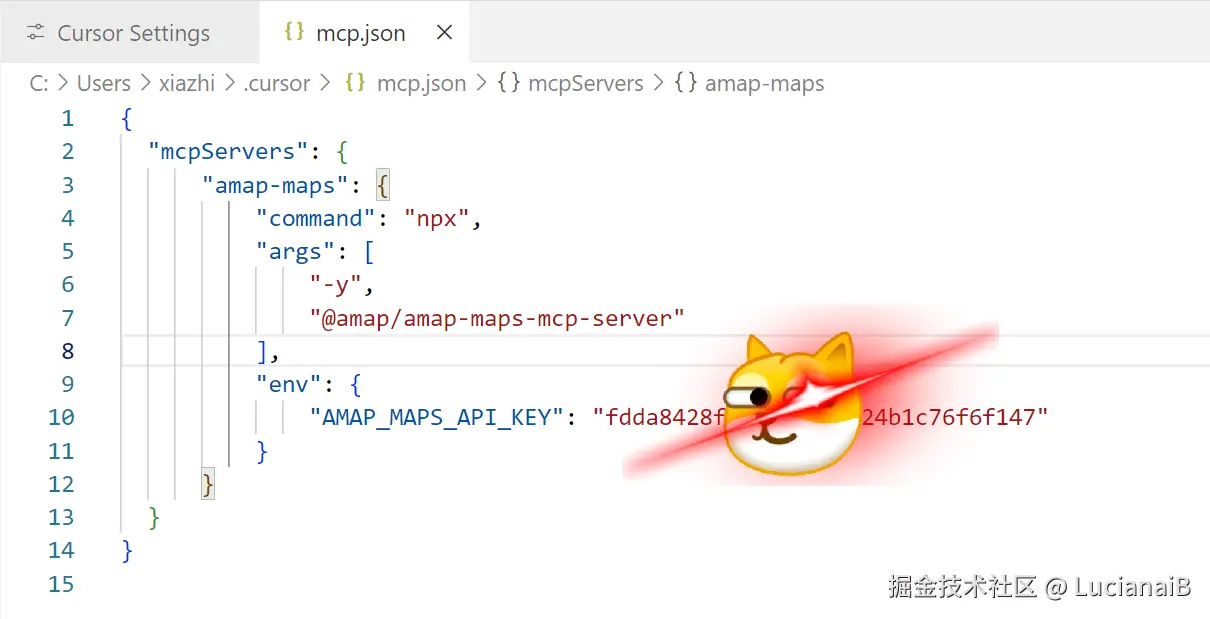 Cursor Settings
mcp.json
C: > Users > xiazhi > .cursor > {} mcp.json > {} mcpServers > {} amap-maps
1 {
2 "mcpServers": {
3 "amap-maps": {
4 "command": "npx",
5 "args": [
6 "-y",
7 "@amap/amap-maps-mcp-server"
8 ],
9 "env": {
10 "AMAP_MAPS_API_KEY": "fdda8428f 24b1c76f6f147"
11 }
12 }
13 }
14 }
15
掘金技术社区 @ LucianaiB